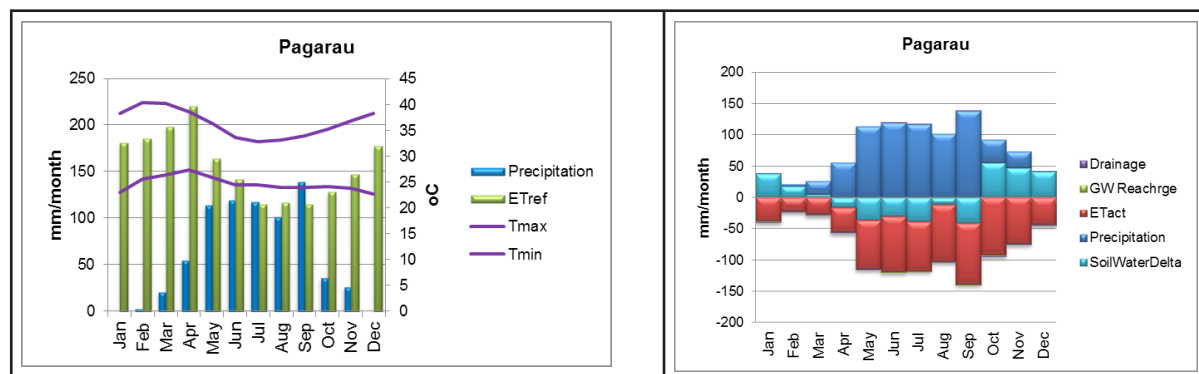 Pagarau
250
200
150
100
50
0
mm/month
45
40
35
30
25
20
15
10
5
0
oC
Jan
Feb
Mar
Apr
May
Jun
Jul
Aug
Sep
Oct
Nov
Dec
Precipitation
ETref
Tmax
Tmin
Pagarau
200
150
100
50
0
-50
-100
-150
-200
mm/month
Jan
Feb
Mar
Apr
May
Jun
Jul
Aug
Sep
Oct
Nov
Dec
Drainage
GW Reachrge
ETact
Precipitation
SoilWaterDelta